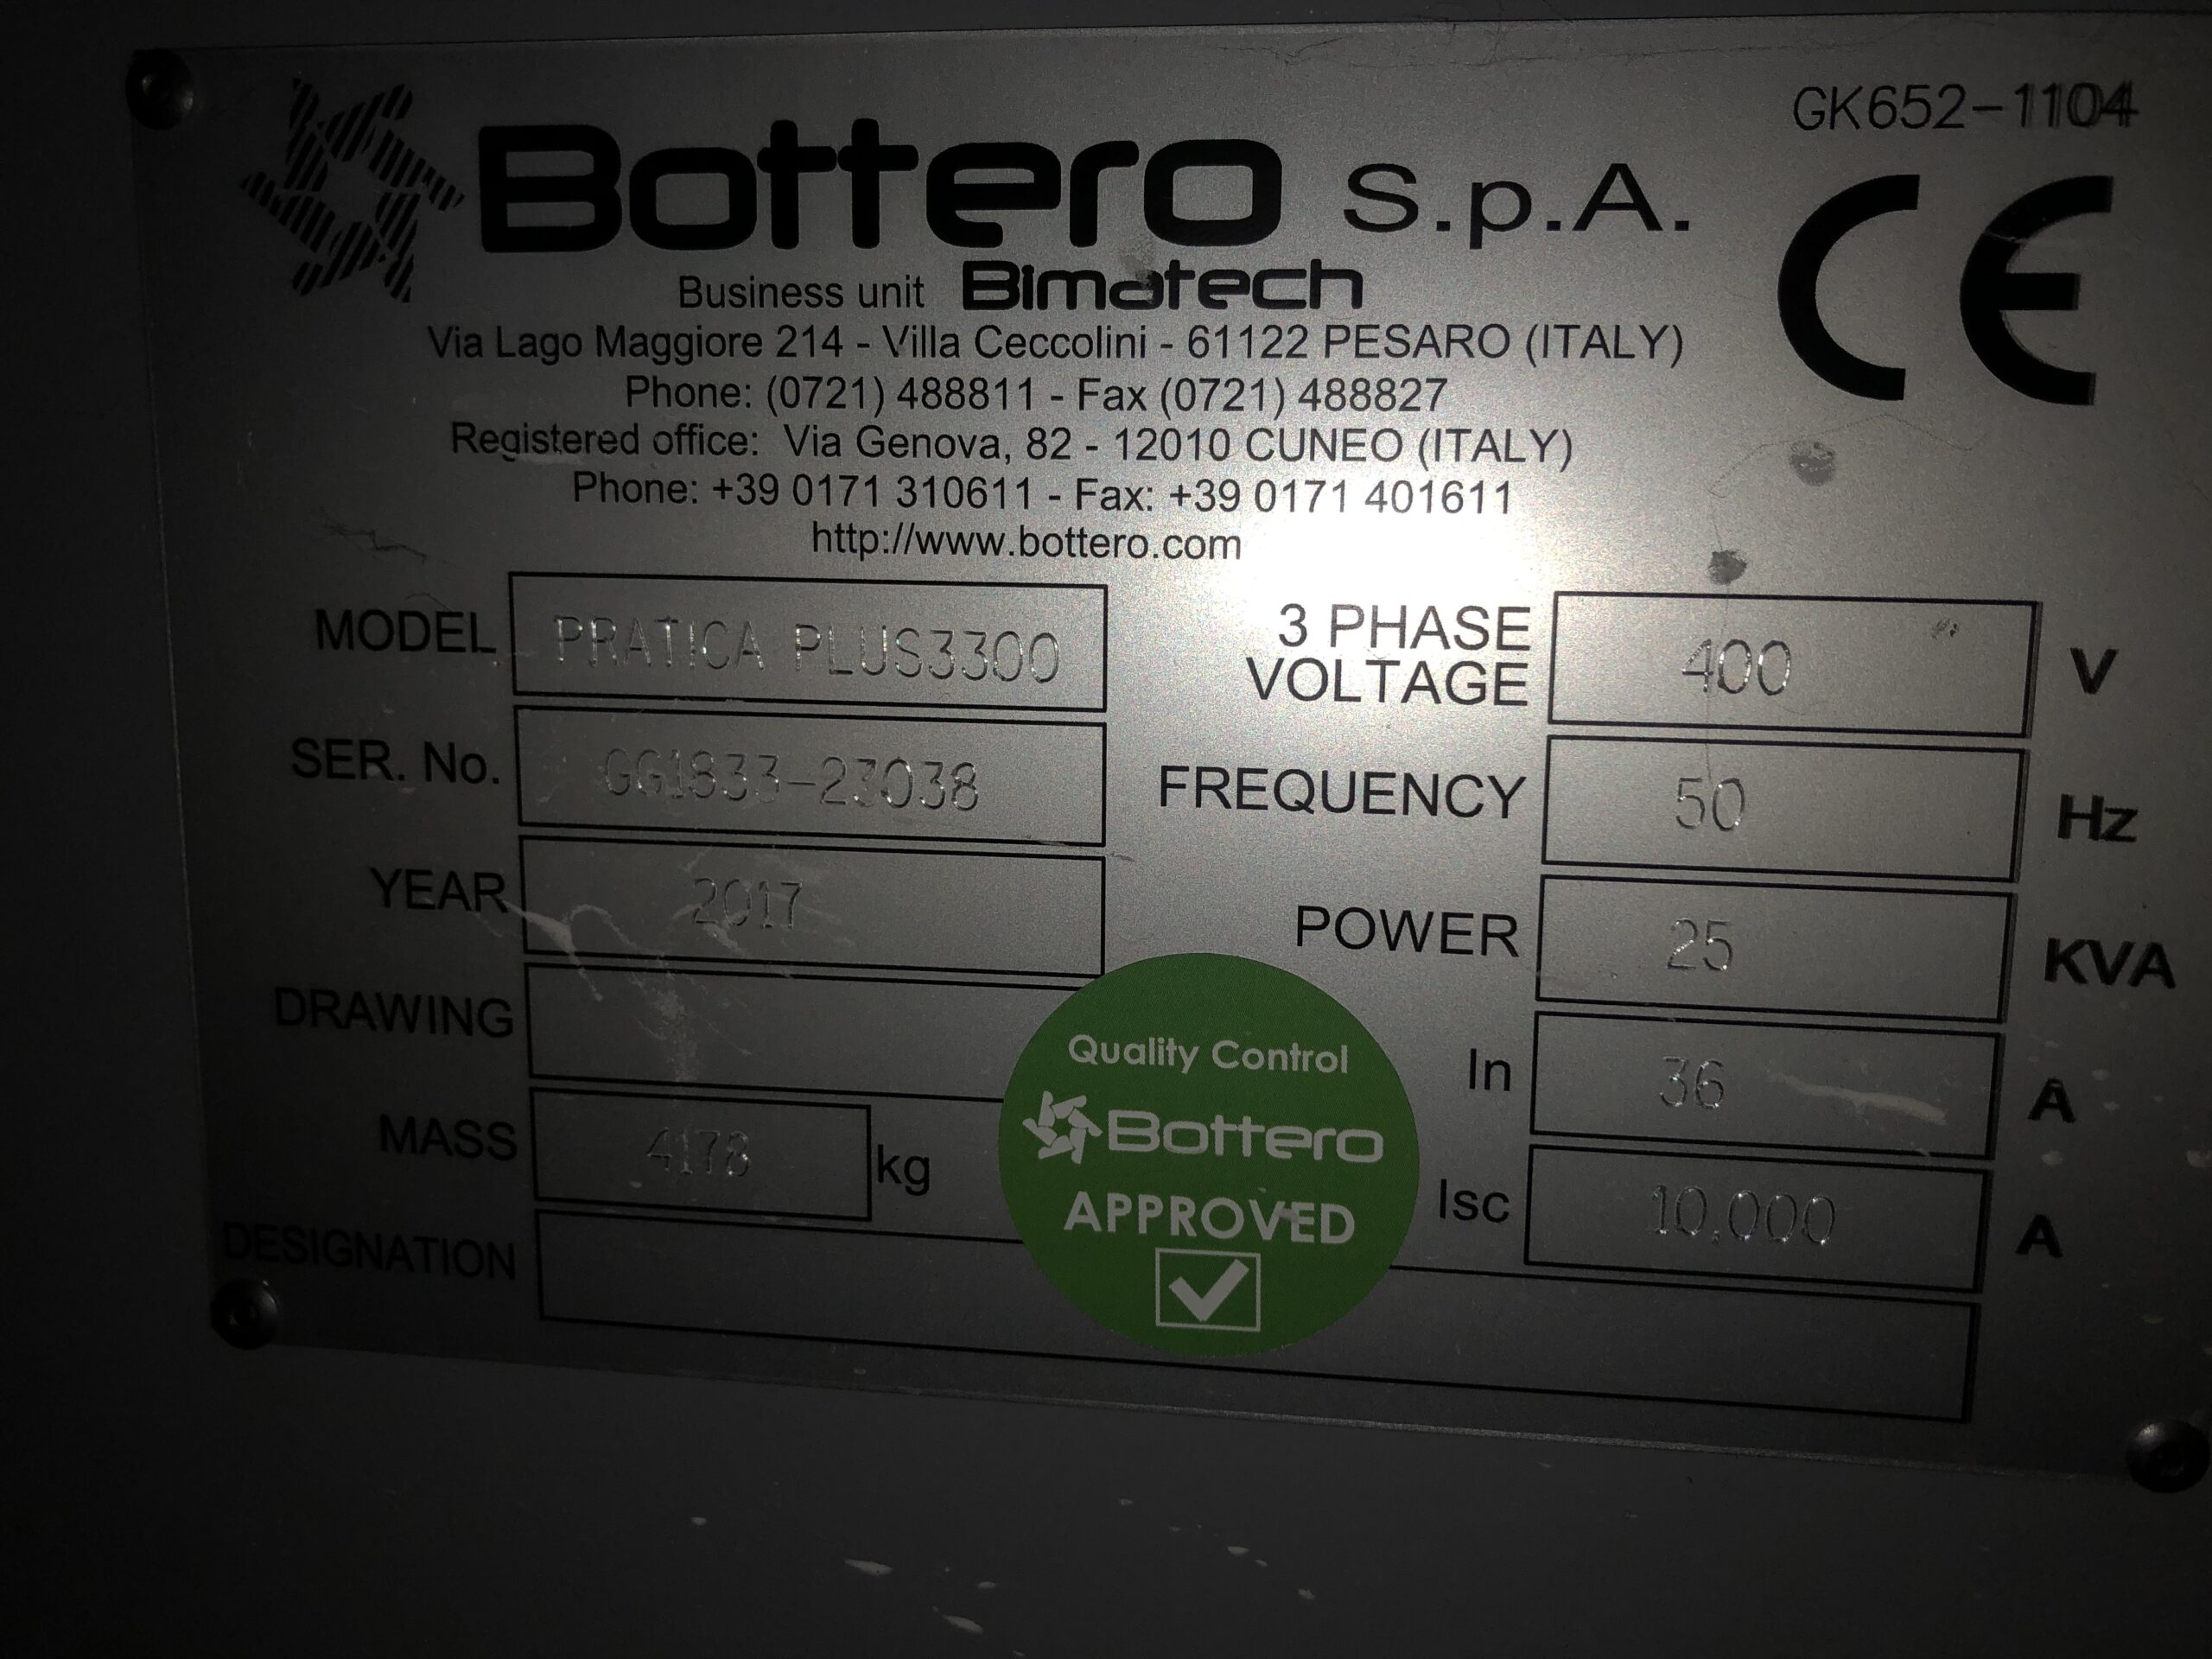 GK652-1104
Bottero S.p.A.
CE
Business unit Bimatech
Via Lago Maggiore 214 - Villa Ceccolini - 61122 PESARO (ITALY)
Phone: (0721) 488811 - Fax (0721) 488827
Registered office: Via Genova, 82 - 12010 CUNEO (ITALY)
Phone: +39 0171 310611 - Fax: +39 0171 401611
http://www.bottero.com
MODEL PRATICA PLUS3300
SER. No. GG1833-23038
YEAR 2017
DRAWING
MASS 4178 kg
DESIGNATION
3 PHASE
VOLTAGE 400 V
FREQUENCY 50 Hz
POWER 25 KVA
In 36 A
Isc 10.000 A
Quality Control
Bottero
APPROVED